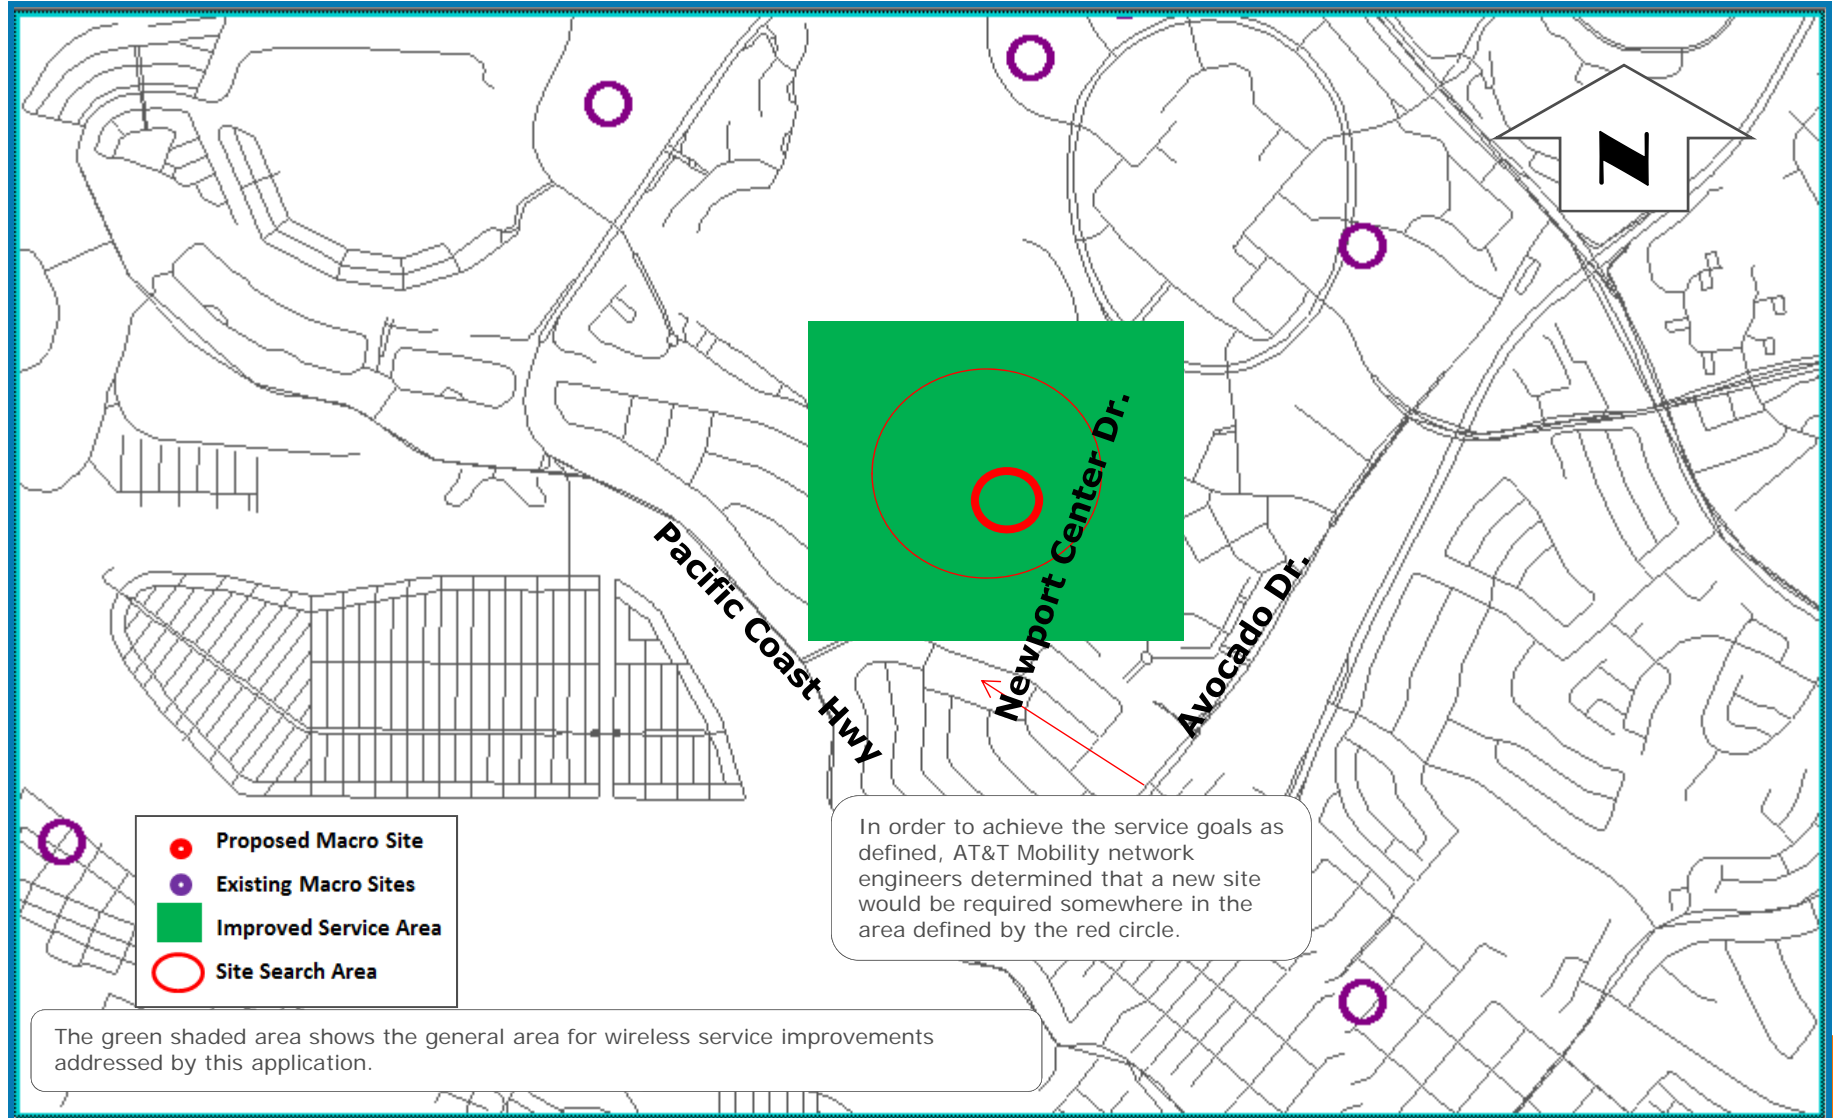 N
Newport Center Dr.
Pacific Coast Hwy
Avocado Dr.
Proposed Macro Site
Existing Macro Sites
Improved Service Area
Site Search Area
In order to achieve the service goals as
defined, AT&T Mobility network
engineers determined that a new site
would be required somewhere in the
area defined by the red circle.
The green shaded area shows the general area for wireless service improvements
addressed by this application.